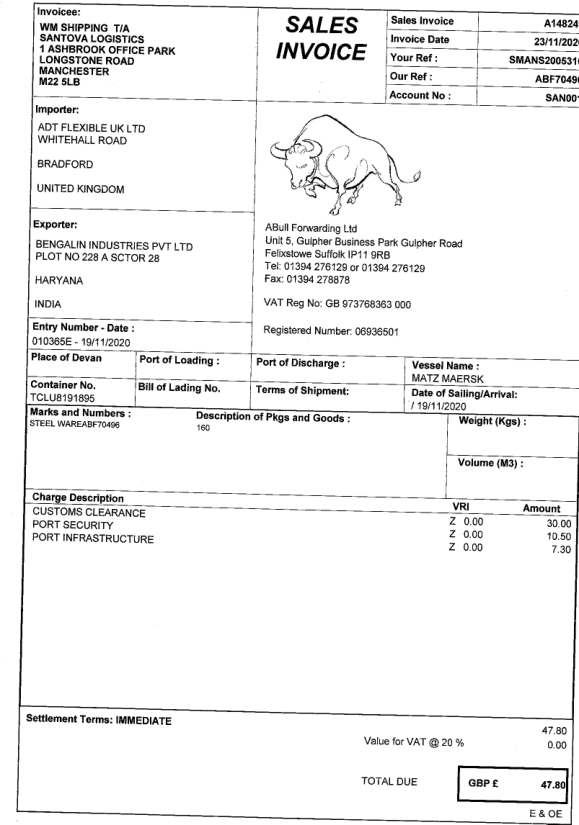 Invoicee:
WM SHIPPING T/A
SANTOVA LOGISTICS
1 ASHBROOK OFFICE PARK
LONGSTONE ROAD
MANCHESTER
M22 5LB
SALES
INVOICE
Sales Invoice A14824
Invoice Date 23/11/202
Your Ref : SMANS200531
Our Ref : ABF7049
Account No : SAN00
Importer:
ADT FLEXIBLE UK LTD
WHITEHALL ROAD
BRADFORD
UNITED KINGDOM
Exporter:
BENGALIN INDUSTRIES PVT LTD
PLOT NO 228 A SCTOR 28
HARYANA
INDIA
ABull Forwarding Ltd
Unit 5, Gulpher Business Park Gulpher Road
Felixstowe Suffolk IP11 9RB
Tel: 01394 276129 or 01394 276129
Fax: 01394 278878
VAT Reg No: GB 973768363 000
Registered Number: 06936501
Entry Number - Date :
010365E - 19/11/2020
Place of Devan
Port of Loading :
Port of Discharge :
Vessel Name :
MATZ MAERSK
Container No.
TCLU8191895
Bill of Lading No.
Terms of Shipment:
Date of Sailing/Arrival:
/ 19/11/2020
Marks and Numbers :
STEEL WAREABF70496
Description of Pkgs and Goods :
160
Weight (Kgs) :
Volume (M3) :
Charge Description VRI Amount
CUSTOMS CLEARANCE Z 0.00 30.00
PORT SECURITY Z 0.00 10.50
PORT INFRASTRUCTURE Z 0.00 7.30
Settlement Terms: IMMEDIATE
47.80
Value for VAT @ 20 % 0.00
TOTAL DUE GBP £ 47.80
E & OE